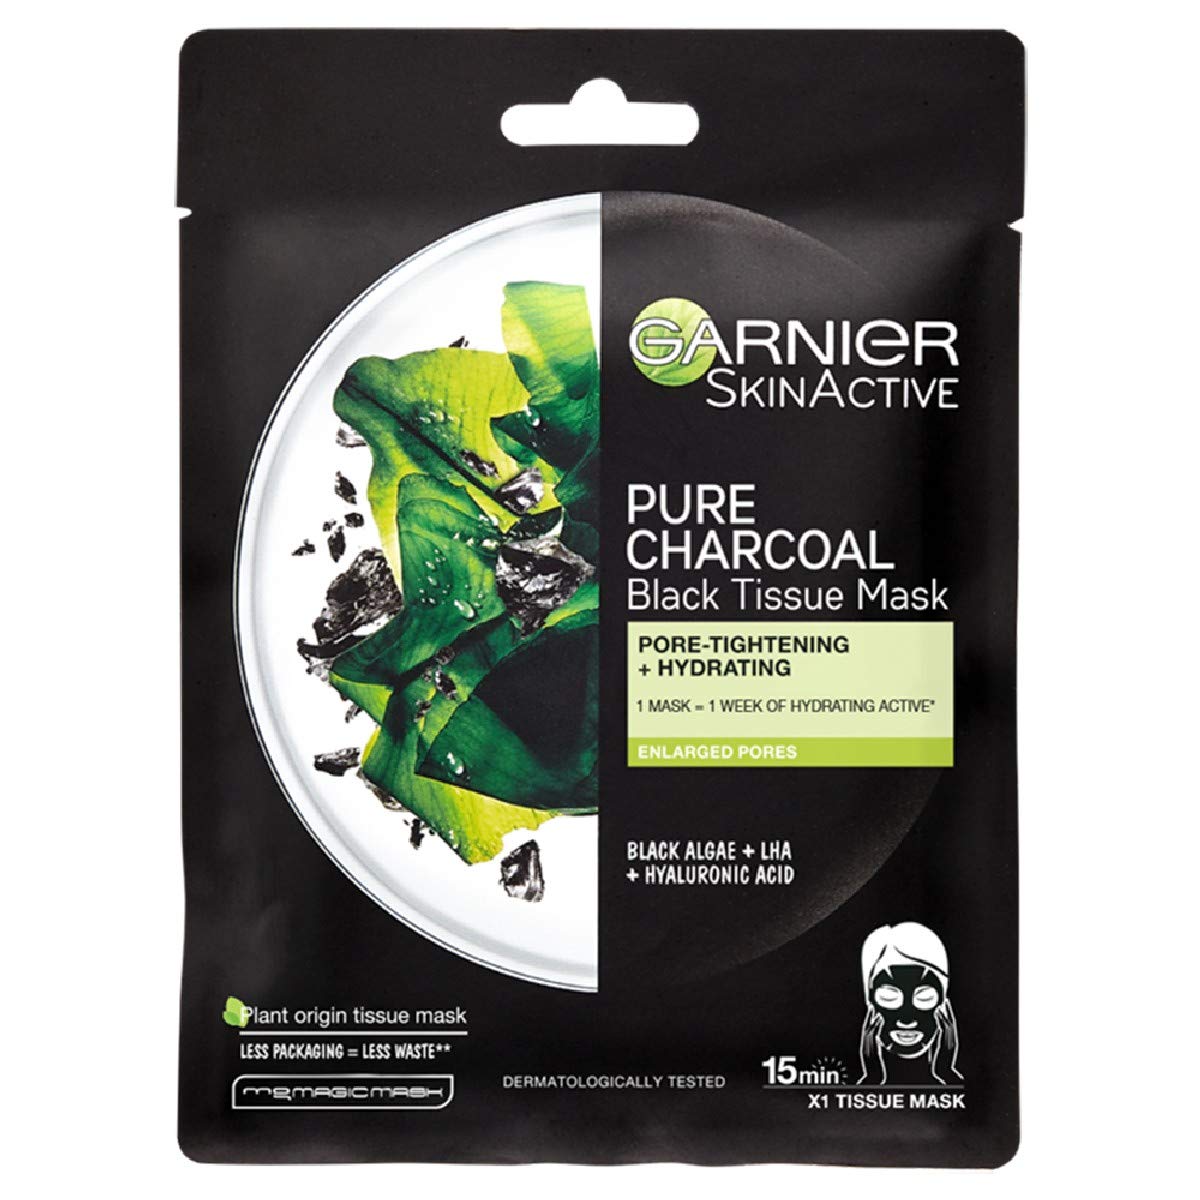 GARNIER
SKINACTIVE
PURE
CHARCOAL
Black Tissue Mask
PORE-TIGHTENING
+ HYDRATING
1 MASK = 1 WEEK OF HYDRATING ACTIVE*
ENLARGED PORES
BLACK ALGAE + LHA
+ HYALURONIC ACID
Plant origin tissue mask
LESS PACKAGING = LESS WASTE**
MAGICMASK
DERMATOLOGICALLY TESTED
15min
X1 TISSUE MASK